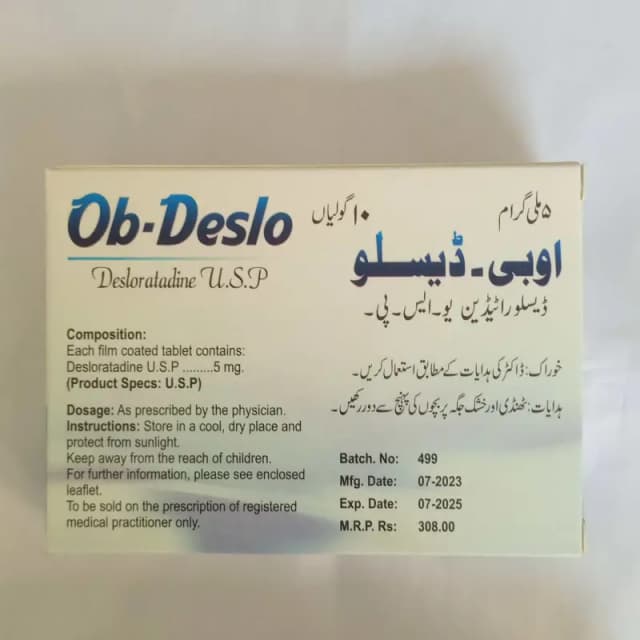 Ob-Deslo
Desloratadine U.S.P
۱۰ گولیاں
۵ ملی گرام
اوبی-ڈیسلو
ڈیسلوراٹیڈین یو-ایس-پی-
Composition:
Each film coated tablet contains:
Desloratadine U.S.P .........5 mg.
(Product Specs: U.S.P)
Dosage: As prescribed by the physician.
Instructions: Store in a cool, dry place and
protect from sunlight.
Keep away from the reach of children.
For further information, please see enclosed
leaflet.
To be sold on the prescription of registered
medical practitioner only.
خوراک: ڈاکٹر کی ہدایات کے مطابق استعمال کریں۔
ہدایات: ٹھنڈی اور خشک جگہ پر بچوں کی پہنچ سے دور رکھیں۔
Batch. No: 499
Mfg. Date: 07-2023
Exp. Date: 07-2025
M.R.P. Rs: 308.00